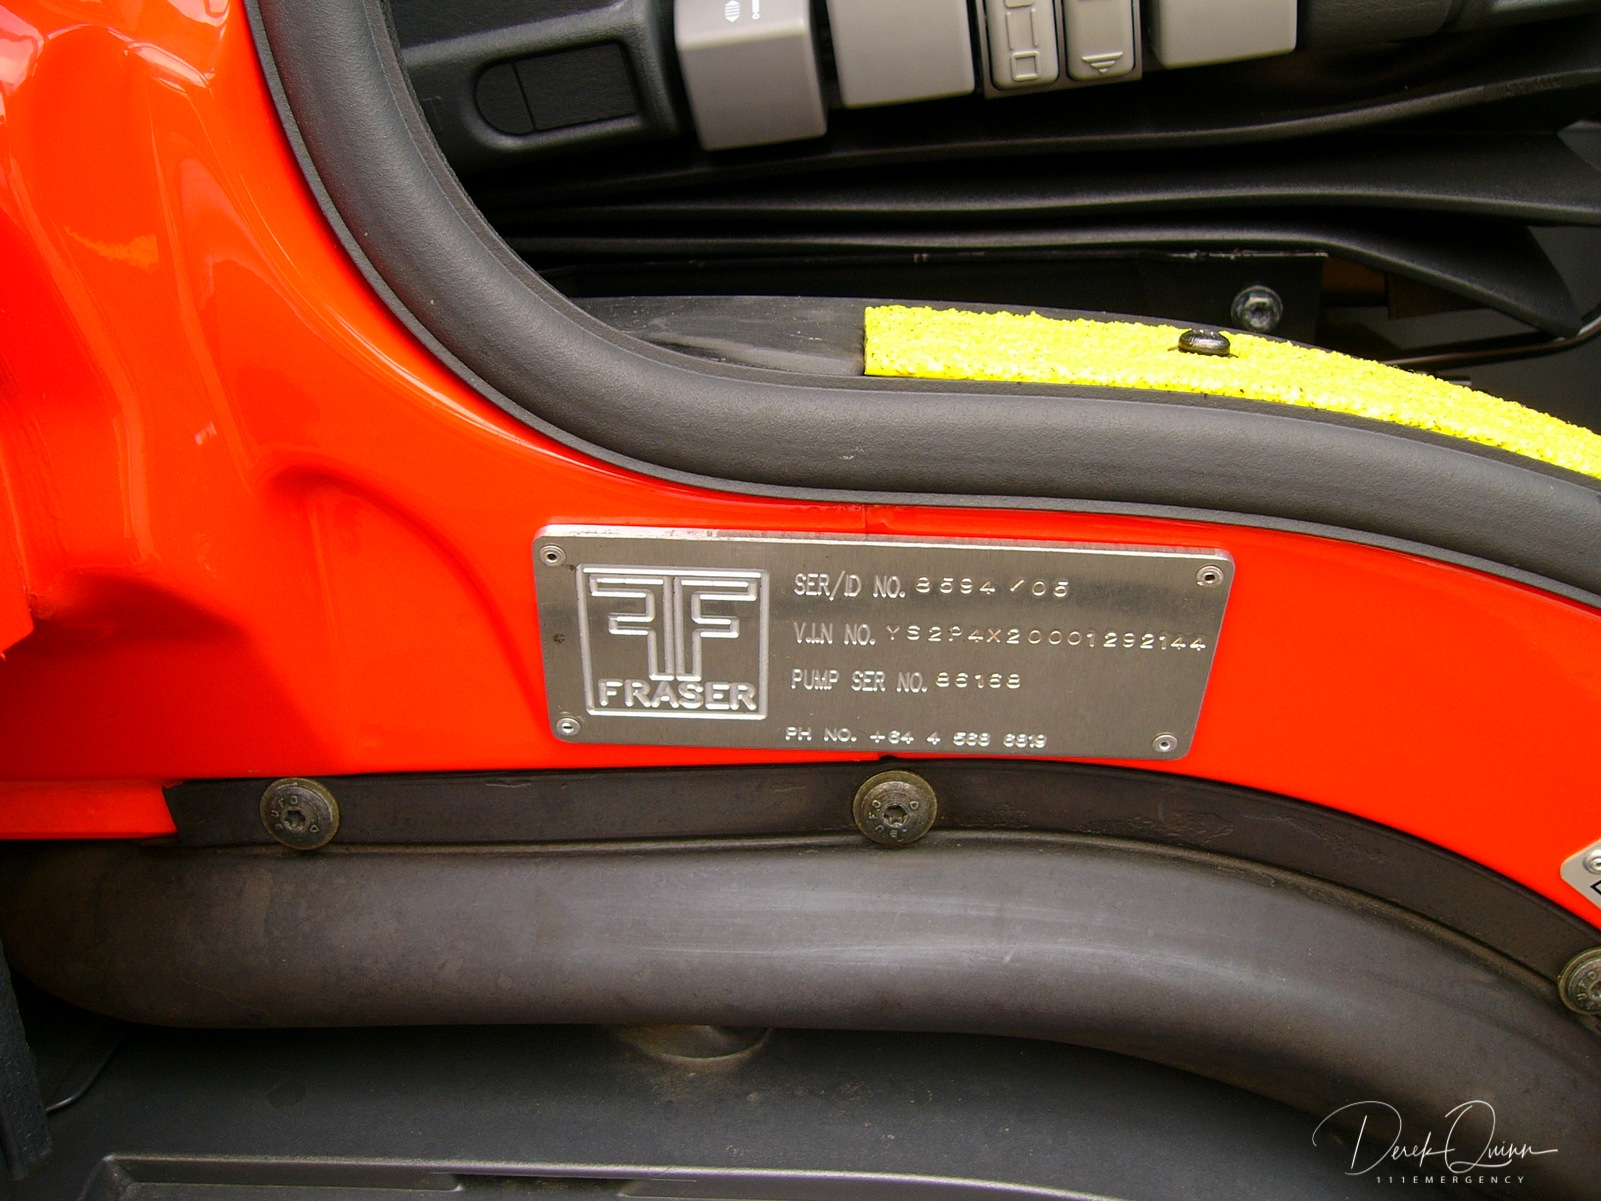 FF
FRASER
SER/ID NO. 8594/05
V.I.N NO. YS2P4X20001292144
PUMP SER NO. 86168
PH NO. +64 4 568 6819
Derek Quinn
111EMERGENCY